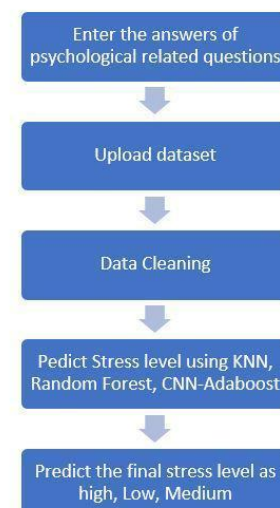 Enter the answers of
psychological related questions
Upload dataset
Data Cleaning
Pedict Stress level using KNN,
Random Forest, CNN-Adaboost
Predict the final stress level as
high, Low, Medium